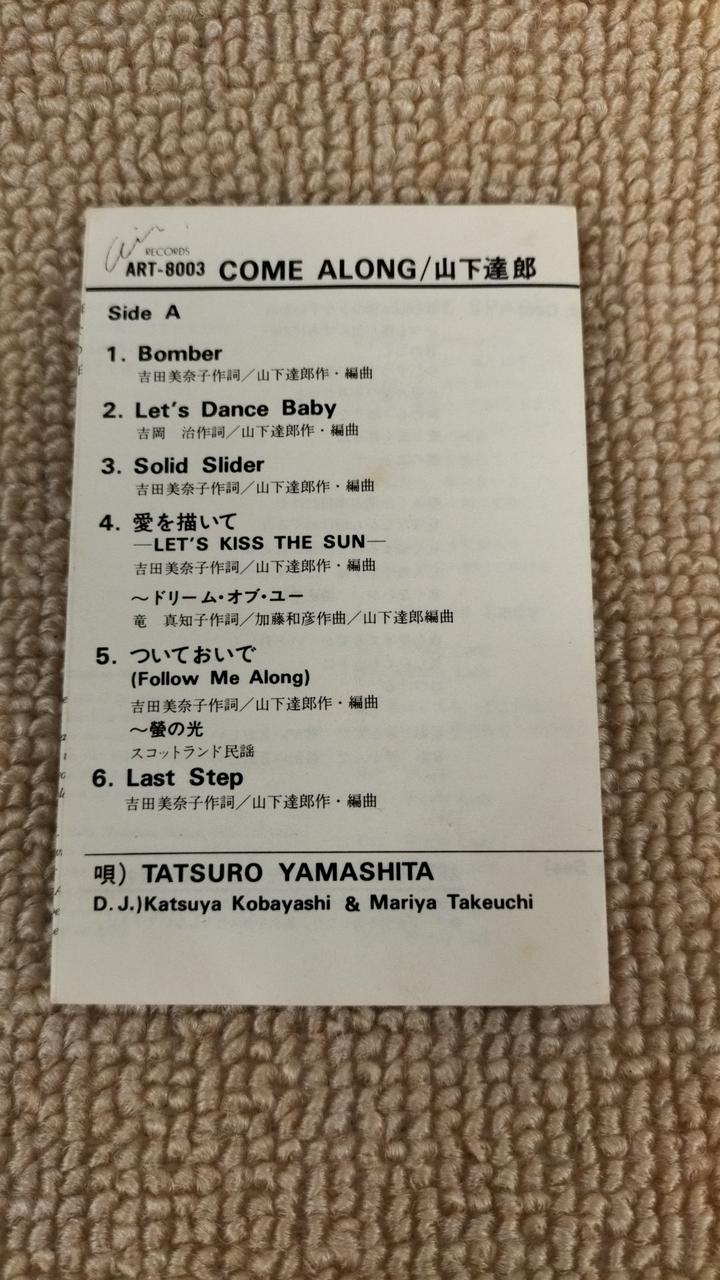 air RECORDS
ART-8003 COME ALONG/山下達郎
Side A
1. Bomber
吉田美奈子作詞/山下達郎作・編曲
2. Let's Dance Baby
吉岡 治作詞/山下達郎作・編曲
3. Solid Slider
吉田美奈子作詞/山下達郎作・編曲
4. 愛を描いて
—LET'S KISS THE SUN—
吉田美奈子作詞/山下達郎作・編曲
〜ドリーム・オブ・ユー
竜 真知子作詞/加藤和彦作曲/山下達郎編曲
5. ついておいで
(Follow Me Along)
吉田美奈子作詞/山下達郎作・編曲
〜螢の光
スコットランド民謡
6. Last Step
吉田美奈子作詞/山下達郎作・編曲
唄) TATSURO YAMASHITA
D.J.)Katsuya Kobayashi & Mariya Takeuchi